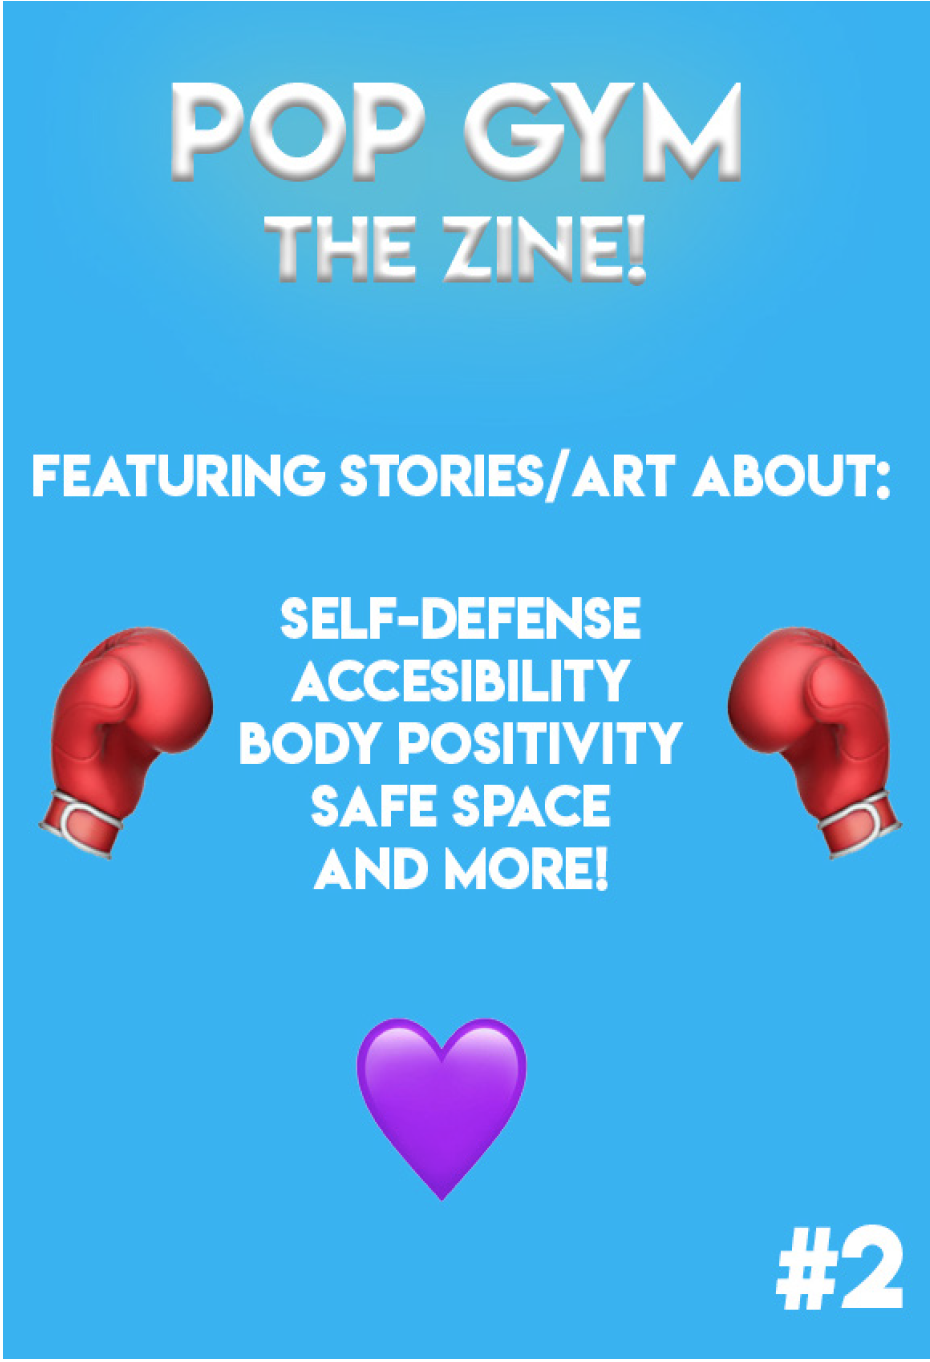 POP GYM
THE ZINE!
FEATURING STORIES/ART ABOUT:
SELF-DEFENSE
ACCESIBILITY
BODY POSITIVITY
SAFE SPACE
AND MORE!
#2